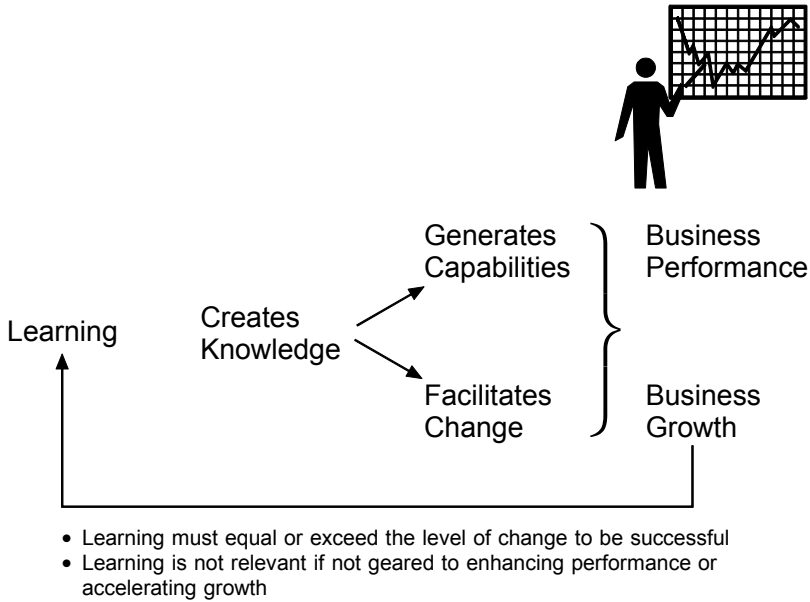 Generates
Capabilities
Business
Performance
Learning
Creates
Knowledge
Facilitates
Change
Business
Growth
• Learning must equal or exceed the level of change to be successful
• Learning is not relevant if not geared to enhancing performance or
accelerating growth